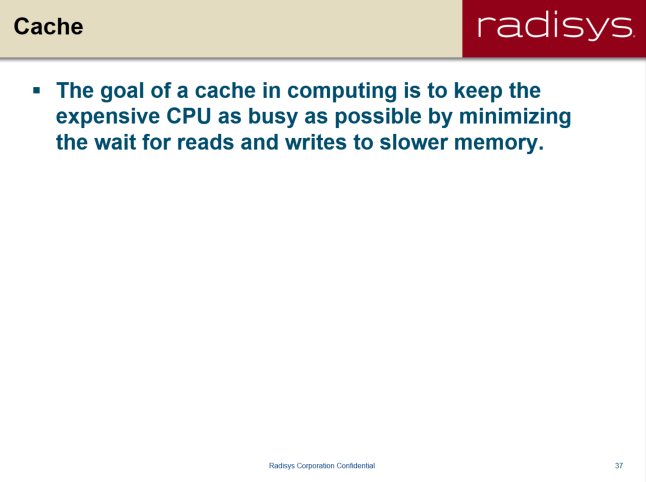 Cache
radisys.
▪ The goal of a cache in computing is to keep the
expensive CPU as busy as possible by minimizing
the wait for reads and writes to slower memory.
Radisys Corporation Confidential
37